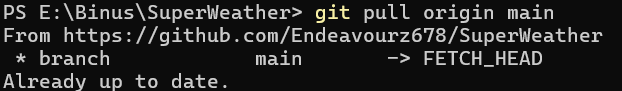 PS E:\Binus\SuperWeather> git pull origin main
From https://github.com/Endeavourz678/SuperWeather
 * branch            main       -> FETCH_HEAD
Already up to date.